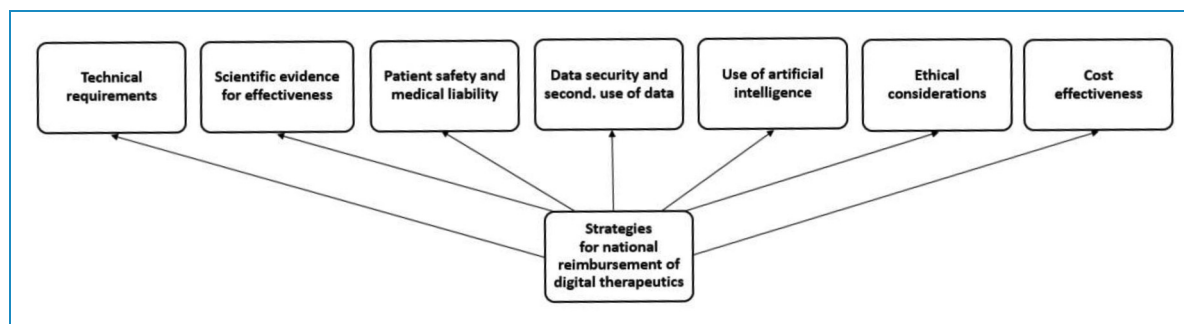 Technical
requirements
Scientific evidence
for effectiveness
Patient safety and
medical liability
Data security and
second. use of data
Use of artificial
intelligence
Ethical
considerations
Cost
effectiveness
Strategies
for national
reimbursement of
digital therapeutics